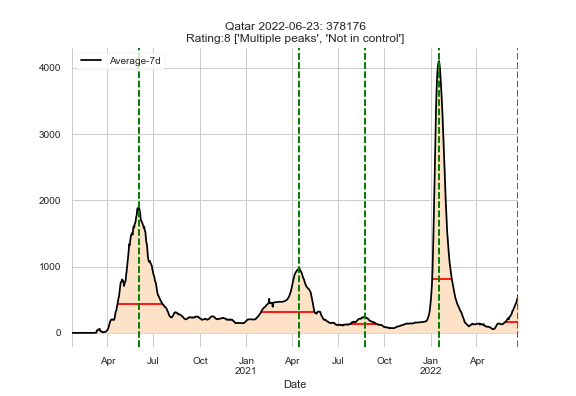 Qatar 2022-06-23: 378176
Rating:8 ['Multiple peaks', 'Not in control']
Average-7d
4000
3000
2000
1000
0
Apr Jul Oct Jan Apr Jul Oct Jan Apr
2021 2022
Date